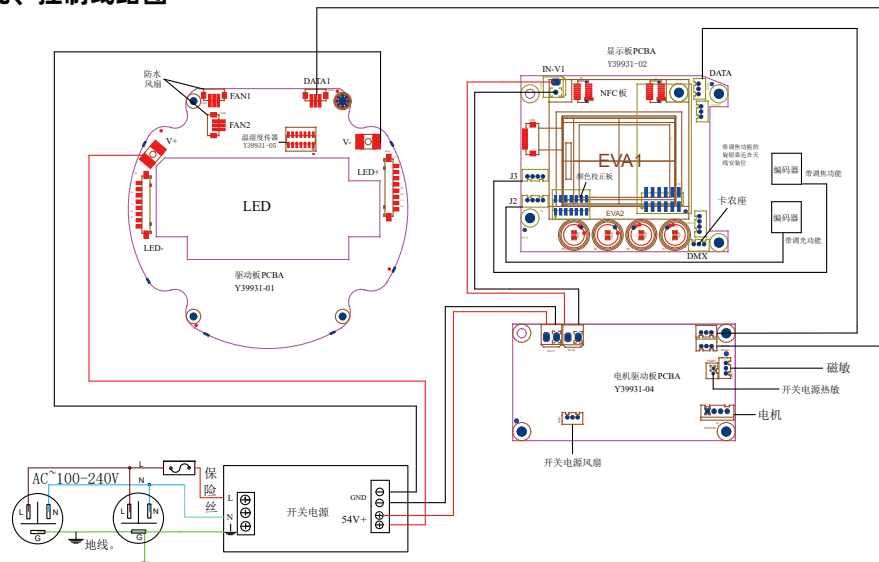 控制线路图
防水
风扇
FAN1
FAN2
DATA1
V+
V-
温湿度传器
Y39931-05
LED+
LED
LED-
驱动板PCBA
Y39931-01
显示板PCBA
Y39931-02
IN-V1
NFC板
DATA
EVA1
带调焦功能的
旋钮靠近在天
线安装位
编码器
带调焦功能
J3
颜色校正板
J2
EVA2
卡农座
编码器
带调光功能
DMX
电机驱动板PCBA
Y39931-04
磁敏
开关电源热敏
电机
开关电源风扇
L
保
险
丝
AC~100-240V
N
L
N
L
N
G
G
地线。
L
N
开关电源
GND
54V+